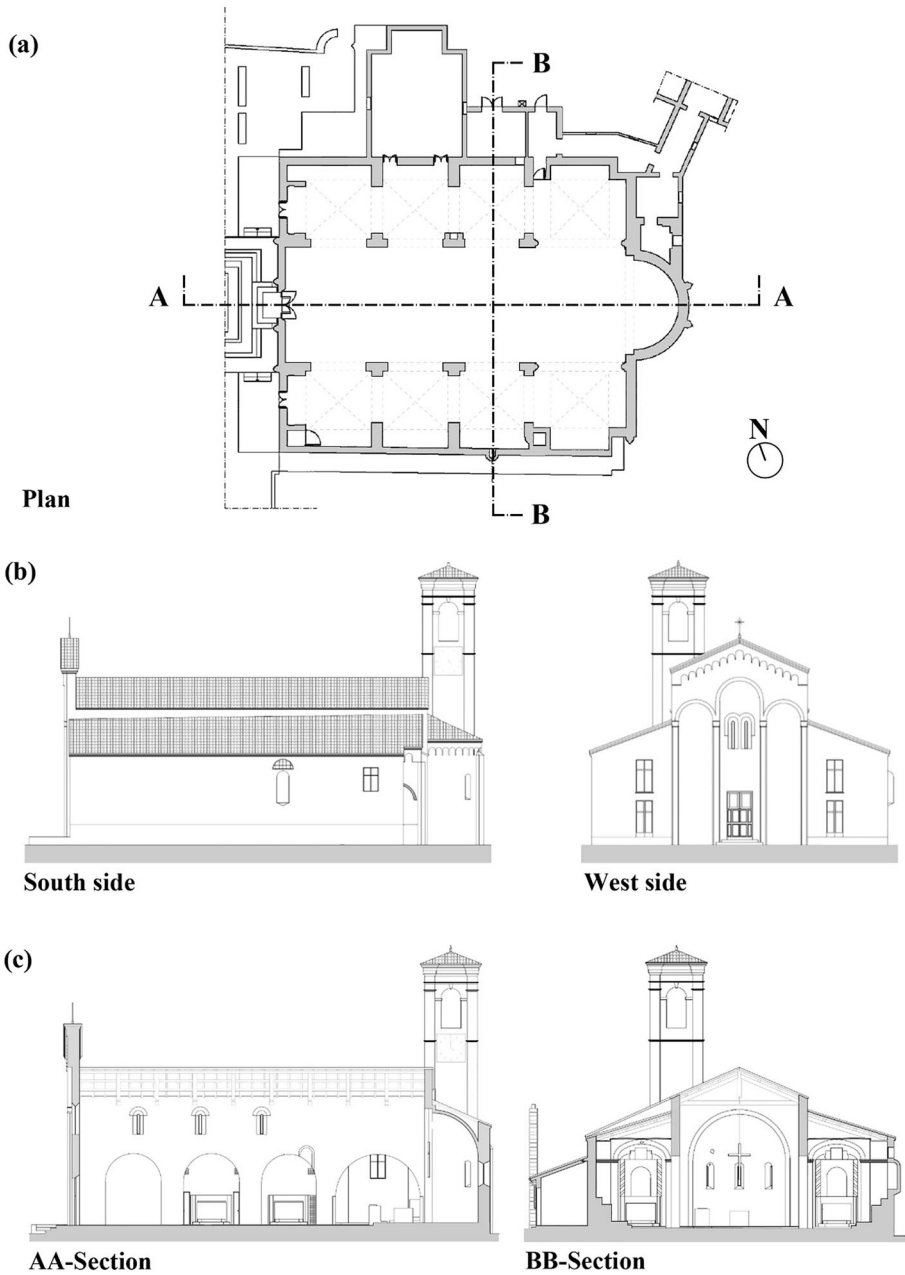 (a)
B
A
A
N
Plan
B
(b)
South side
West side
(c)
AA-Section
BB-Section